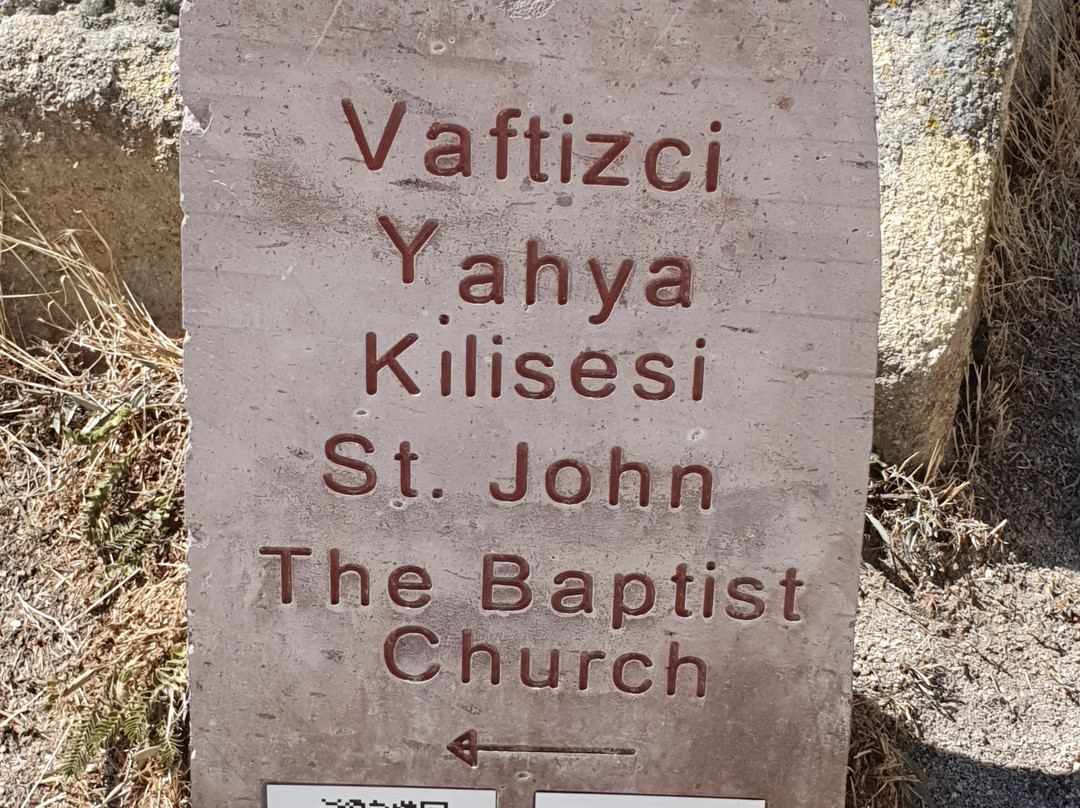 Vaftizci
Yahya
Kilisesi
St. John
The Baptist
Church